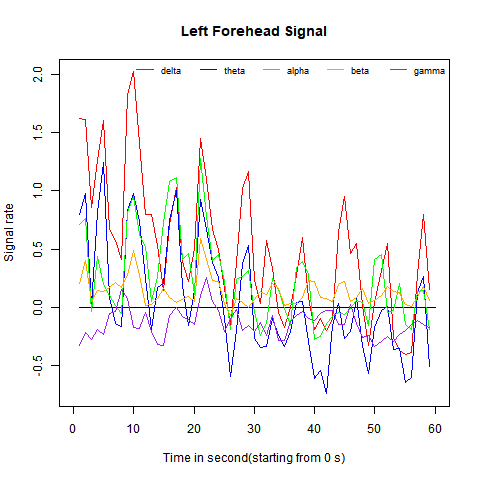 Left Forehead Signal
delta theta alpha beta gamma
Signal rate
2.0
1.5
1.0
0.5
0.0
-0.5
0 10 20 30 40 50 60
Time in second(starting from 0 s)